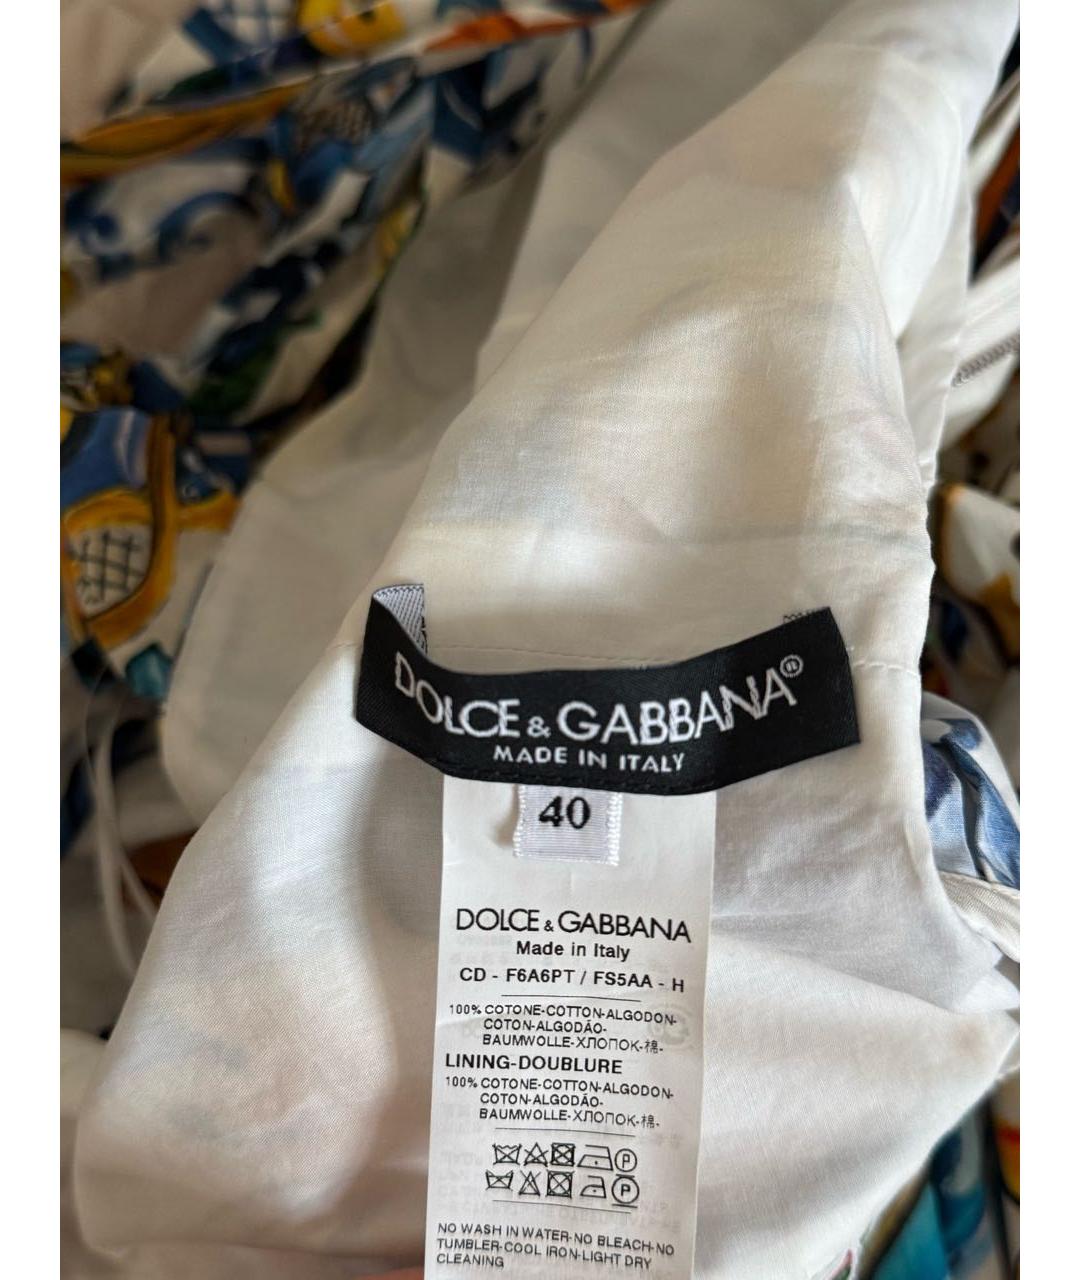 DOLCE & GABBANA®
MADE IN ITALY
40
DOLCE & GABBANA
Made in Italy
CD - F6A6PT / FS5AA - H
100% COTONE-COTTON-ALGODON-
COTON-ALGODÃO-
BAUMWOLLE-ХЛОПОК-棉-
LINING-DOUBLURE
100% COTONE-COTTON-ALGODON-
COTON-ALGODÃO-
BAUMWOLLE-ХЛОПОК-棉-
P
P
NO WASH IN WATER-NO BLEACH-NO
TUMBLER-COOL IRON-LIGHT DRY
CLEANING